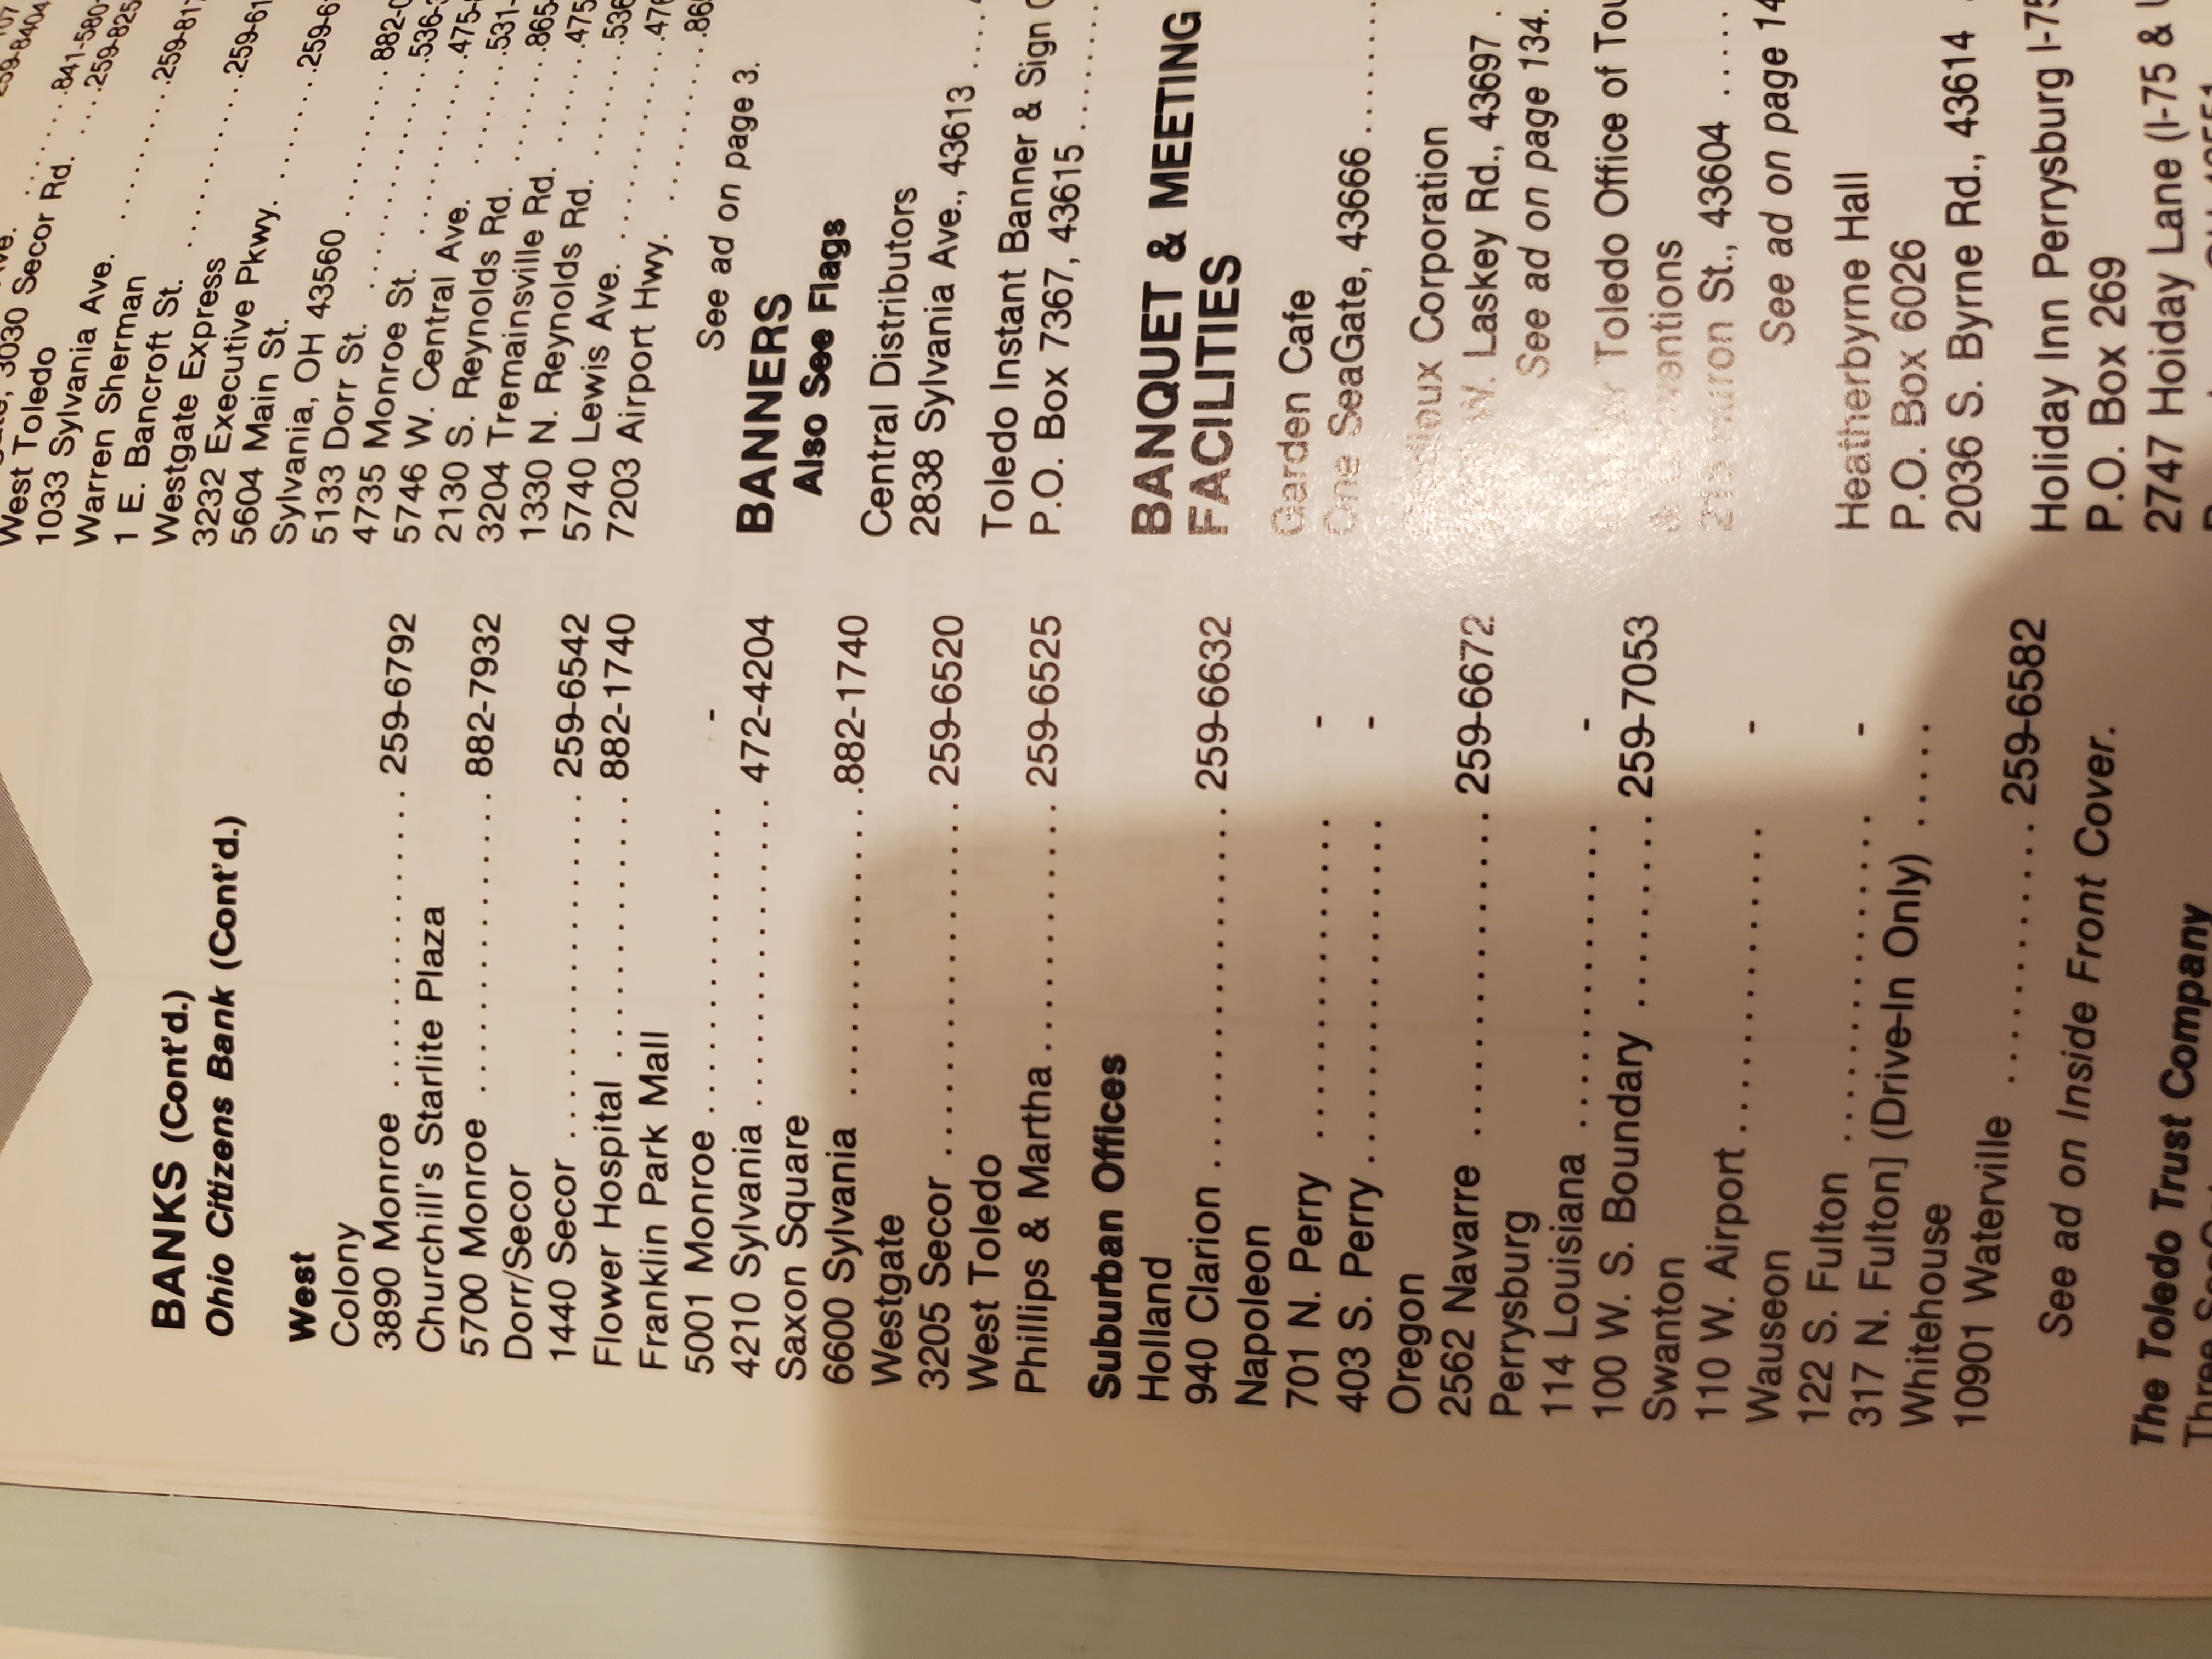 BANKS (Cont'd.)
Ohio Citizens Bank (Cont'd.)
West
Colony
3890 Monroe .................. 259-6792
Churchill's Starlite Plaza
5700 Monroe .................. 882-7932
Dorr/Secor
1440 Secor .................. 259-6542
Flower Hospital .................. 882-1740
Franklin Park Mall
5001 Monroe .................. -
4210 Sylvania .................. 472-4204
Saxon Square
6600 Sylvania .................. 882-1740
Westgate
3205 Secor .................. 259-6520
West Toledo
Phillips & Martha .................. 259-6525
Suburban Offices
Holland
940 Clarion .................. 259-6632
Napoleon
701 N. Perry .................. -
403 S. Perry .................. -
Oregon
2562 Navarre .................. 259-6672
Perrysburg
114 Louisiana .................. -
100 W. S. Boundary .......... 259-7053
Swanton
110 W. Airport .................. -
Wauseon
122 S. Fulton .................. -
317 N. Fulton] (Drive-In Only) .....
Whitehouse
10901 Waterville .............. 259-6582
See ad on Inside Front Cover.
The Toledo Trust Company
Three
3030 Secor Rd.
West Toledo
1033 Sylvania Ave.
Warren Sherman
1 E. Bancroft St.
Westgate Express
3232 Executive Pkwy.
5604 Main St.
Sylvania, OH 43560
5133 Dorr St.
4735 Monroe St.
5746 W. Central Ave.
2130 S. Reynolds Rd.
3204 Tremainsville Rd.
1330 N. Reynolds Rd.
5740 Lewis Ave.
7203 Airport Hwy.
See ad on page 3.
BANNERS
Also See Flags
Central Distributors
2838 Sylvania Ave., 43613 ....
Toledo Instant Banner & Sign
P.O. Box 7367, 43615 ........
BANQUET & MEETING
FACILITIES
Garden Cafe
One SeaGate, 43666 ........
Corporation
W. Laskey Rd., 43697 .
See ad on page 134.
Toledo Office of
St., 43604 .....
See ad on page
Heatherbyrne Hall
P.O. Box 6026
2036 S. Byrne Rd., 43614
Holiday Inn Perrysburg
P.O. Box 269
2747 Hoiday Lane (I-75 &